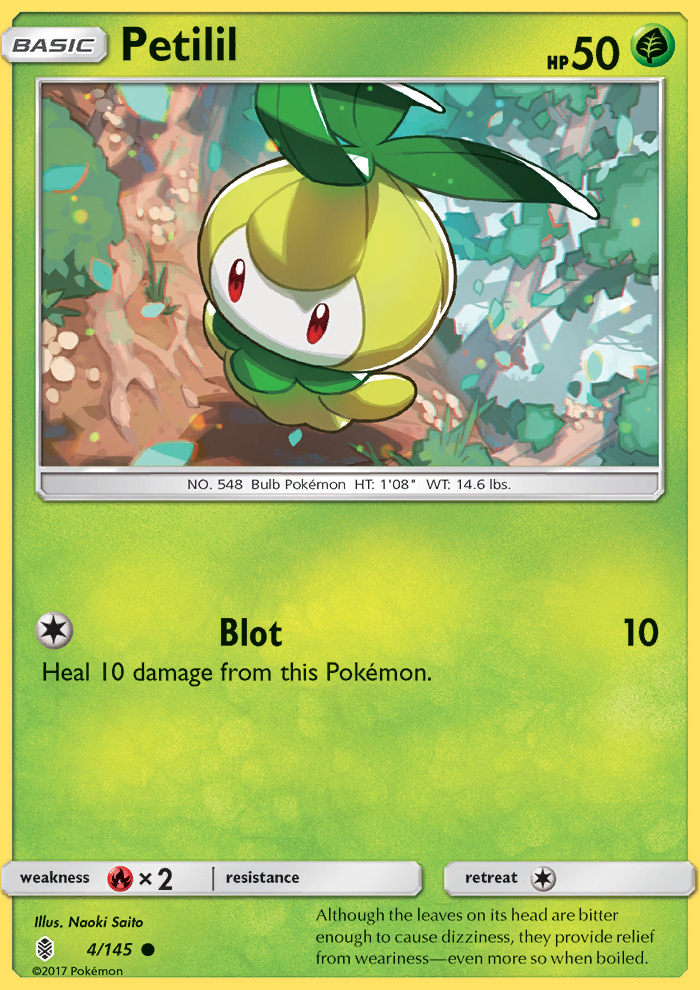 BASIC Petilil HP 50
NO. 548 Bulb Pokémon HT: 1'08" WT: 14.6 lbs.
Blot 10
Heal 10 damage from this Pokémon.
weakness ×2 resistance retreat
Illus. Naoki Saito
4/145
©2017 Pokémon
Although the leaves on its head are bitter
enough to cause dizziness, they provide relief
from weariness—even more so when boiled.